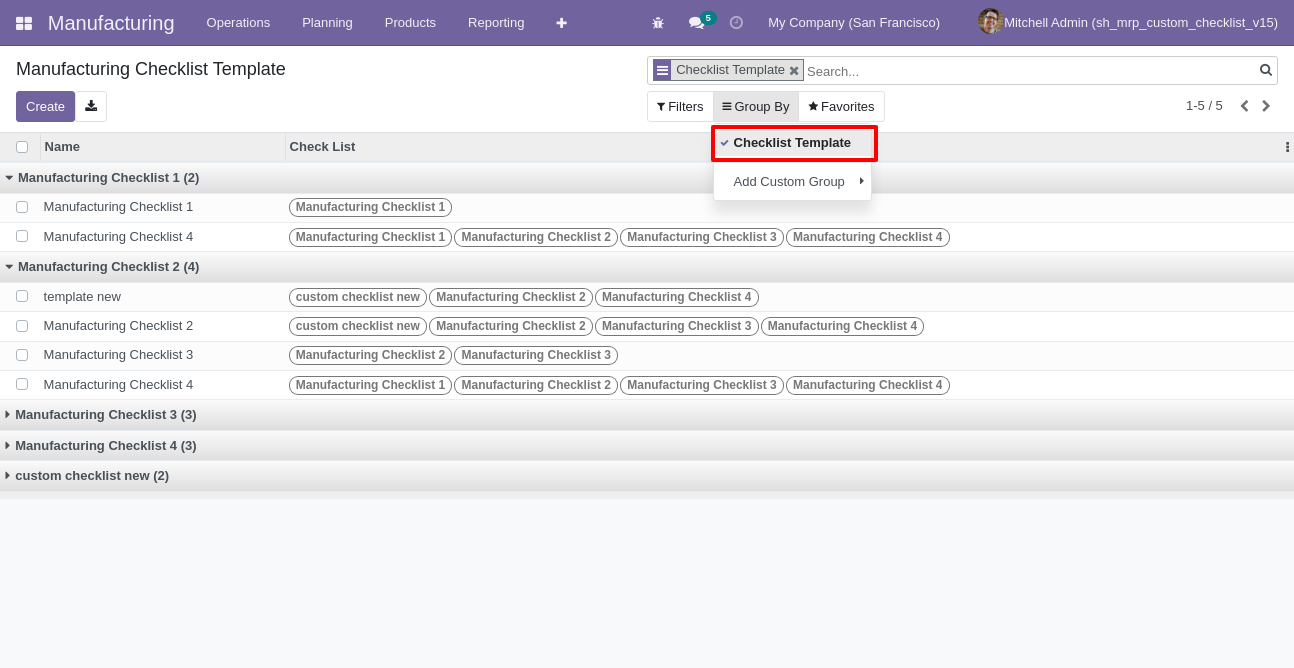 Manufacturing Operations Planning Products Reporting 5 My Company (San Francisco) Mitchell Admin (sh_mrp_custom_checklist_v15)
Manufacturing Checklist Template
Checklist Template Search...
Create
Filters Group By Favorites 1-5 / 5
Checklist Template
Add Custom Group
Name Check List
Manufacturing Checklist 1 (2)
Manufacturing Checklist 1 Manufacturing Checklist 1
Manufacturing Checklist 4 Manufacturing Checklist 1 Manufacturing Checklist 2 Manufacturing Checklist 3 Manufacturing Checklist 4
Manufacturing Checklist 2 (4)
template new custom checklist new Manufacturing Checklist 2 Manufacturing Checklist 4
Manufacturing Checklist 2 custom checklist new Manufacturing Checklist 2 Manufacturing Checklist 3 Manufacturing Checklist 4
Manufacturing Checklist 3 Manufacturing Checklist 2 Manufacturing Checklist 3
Manufacturing Checklist 4 Manufacturing Checklist 1 Manufacturing Checklist 2 Manufacturing Checklist 3 Manufacturing Checklist 4
Manufacturing Checklist 3 (3)
Manufacturing Checklist 4 (3)
custom checklist new (2)